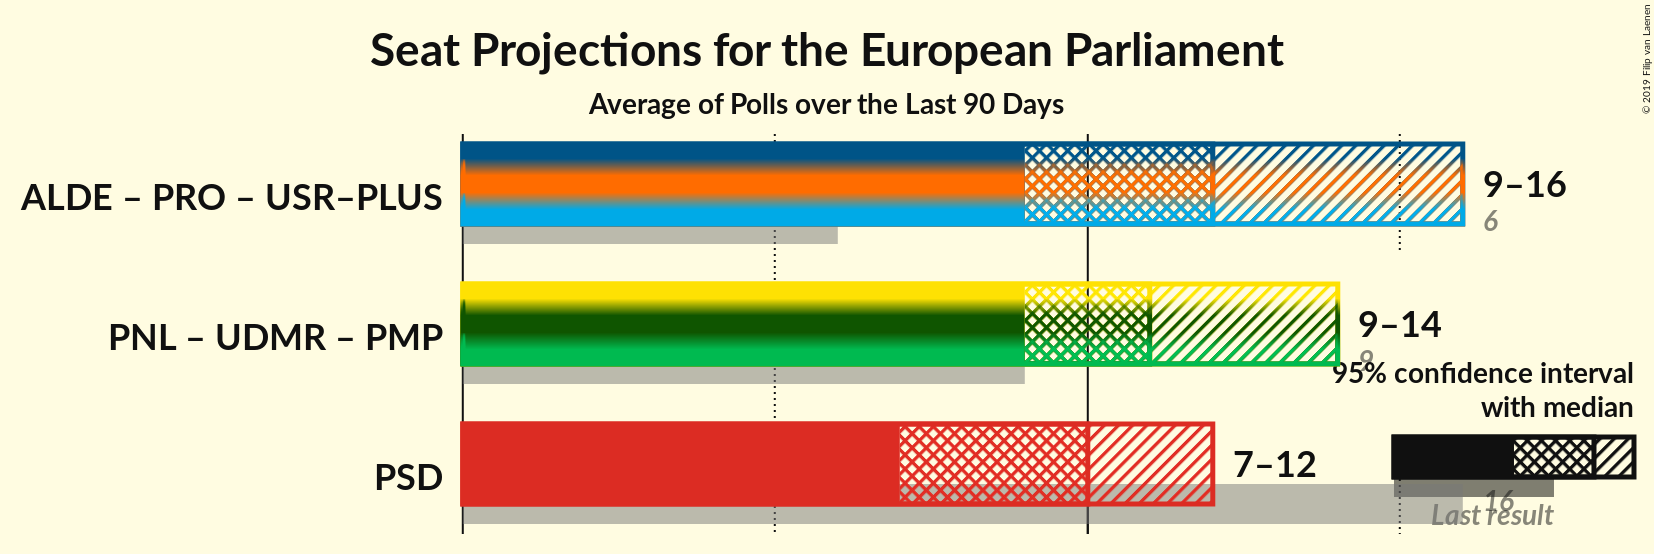 Seat Projections for the European Parliament
Average of Polls over the Last 90 Days
© 2019 Filip van Laenen
ALDE – PRO – USR–PLUS
9–16
6
PNL – UDMR – PMP
9–14
9
95% confidence interval
with median
PSD
7–12
16
Last result